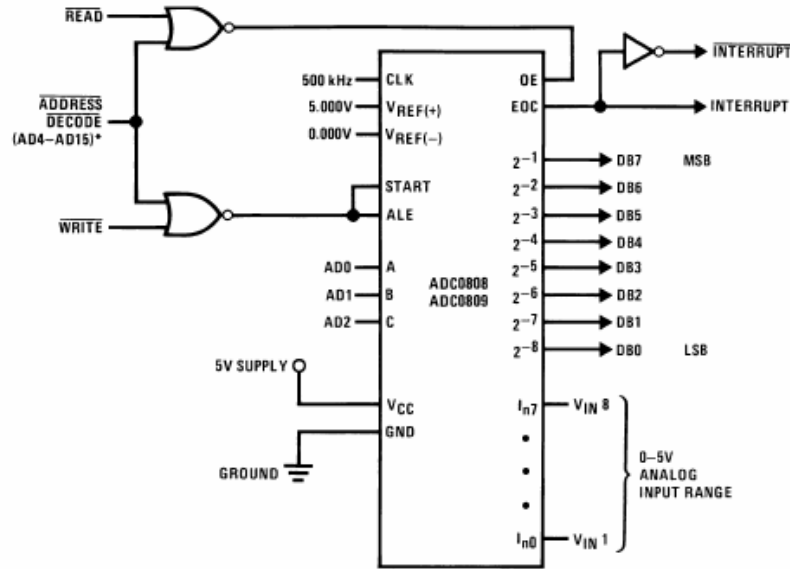 READ
ADDRESS
DECODE
(AD4–AD15)*
WRITE
500 kHz
CLK
5.000V
VREF(+)
0.000V
VREF(−)
START
ALE
AD0
A
AD1
B
AD2
C
5V SUPPLY
VCC
GND
GROUND
ADC0808
ADC0809
OE
EOC
INTERRUPT
INTERRUPT
2−1
DB7
MSB
2−2
DB6
2−3
DB5
2−4
DB4
2−5
DB3
2−6
DB2
2−7
DB1
2−8
DB0
LSB
In7
VIN 8
0–5V
ANALOG
INPUT RANGE
In0
VIN 1